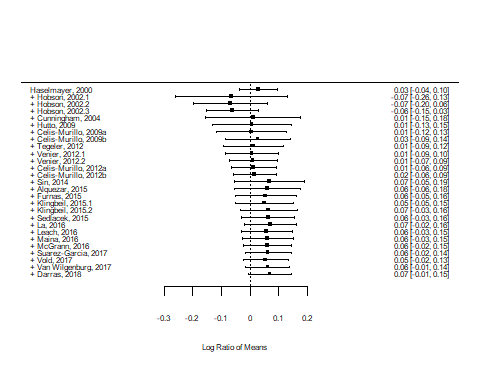 Haselmayer, 2000 0.03 [-0.04, 0.10]
+ Hobson, 2002.1 -0.07 [-0.26, 0.13]
+ Hobson, 2002.2 -0.07 [-0.20, 0.06]
+ Hobson, 2002.3 -0.06 [-0.15, 0.03]
+ Cunningham, 2004 0.01 [-0.15, 0.18]
+ Hutto, 2009 0.01 [-0.13, 0.15]
+ Celis-Murillo, 2009a 0.01 [-0.12, 0.13]
+ Celis-Murillo, 2009b 0.03 [-0.09, 0.14]
+ Tegeler, 2012 0.01 [-0.09, 0.12]
+ Venier, 2012.1 0.01 [-0.09, 0.10]
+ Venier, 2012.2 0.01 [-0.07, 0.09]
+ Celis-Murillo, 2012a 0.01 [-0.06, 0.09]
+ Celis-Murillo, 2012b 0.02 [-0.06, 0.09]
+ Sin, 2014 0.07 [-0.05, 0.19]
+ Alquezar, 2015 0.06 [-0.06, 0.18]
+ Furnas, 2015 0.05 [-0.06, 0.16]
+ Klingbeil, 2015.1 0.05 [-0.05, 0.15]
+ Klingbeil, 2015.2 0.07 [-0.03, 0.16]
+ Sedlacek, 2015 0.06 [-0.03, 0.16]
+ La, 2016 0.07 [-0.02, 0.16]
+ Leach, 2016 0.06 [-0.03, 0.15]
+ Maina, 2016 0.06 [-0.03, 0.15]
+ McGrann, 2016 0.06 [-0.02, 0.15]
+ Suarez-Garcia, 2017 0.06 [-0.02, 0.14]
+ Vold, 2017 0.05 [-0.02, 0.13]
+ Van Wilgenburg, 2017 0.06 [-0.01, 0.14]
+ Darras, 2018 0.07 [-0.01, 0.15]
-0.3 -0.2 -0.1 0 0.1 0.2
Log Ratio of Means